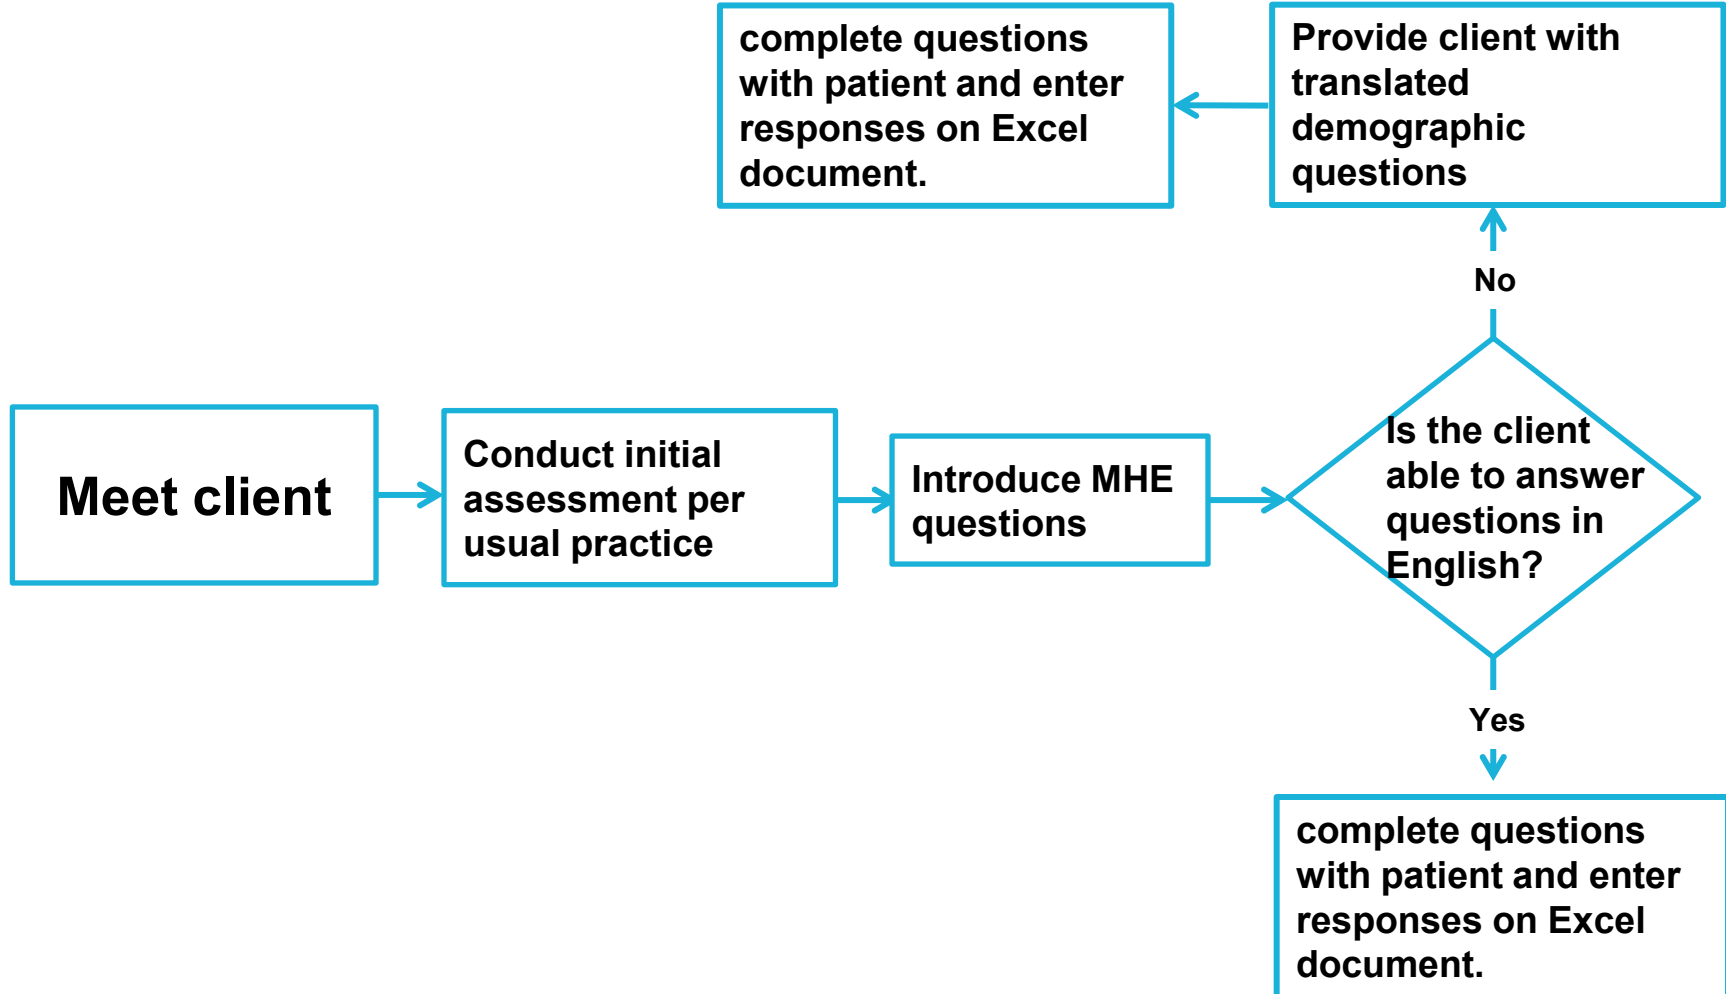 complete questions
with patient and enter
responses on Excel
document.
Provide client with
translated
demographic
questions
No
Meet client
Conduct initial
assessment per
usual practice
Introduce MHE
questions
Is the client
able to answer
questions in
English?
Yes
complete questions
with patient and enter
responses on Excel
document.